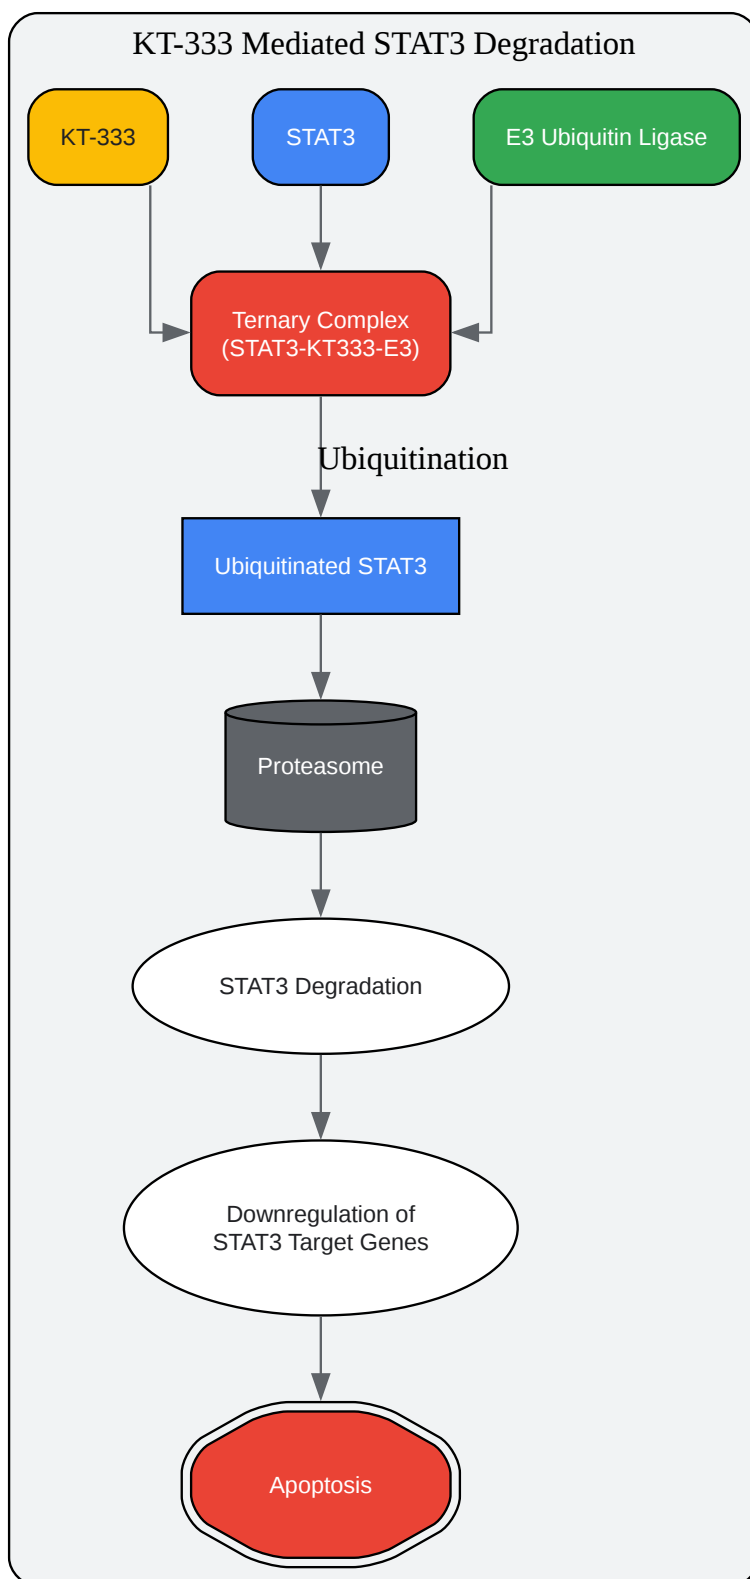 KT-333 Mediated STAT3 Degradation
KT-333
STAT3
E3 Ubiquitin Ligase
Ternary Complex
(STAT3-KT333-E3)
Ubiquitination
Ubiquitinated STAT3
Proteasome
STAT3 Degradation
Downregulation of
STAT3 Target Genes
Apoptosis